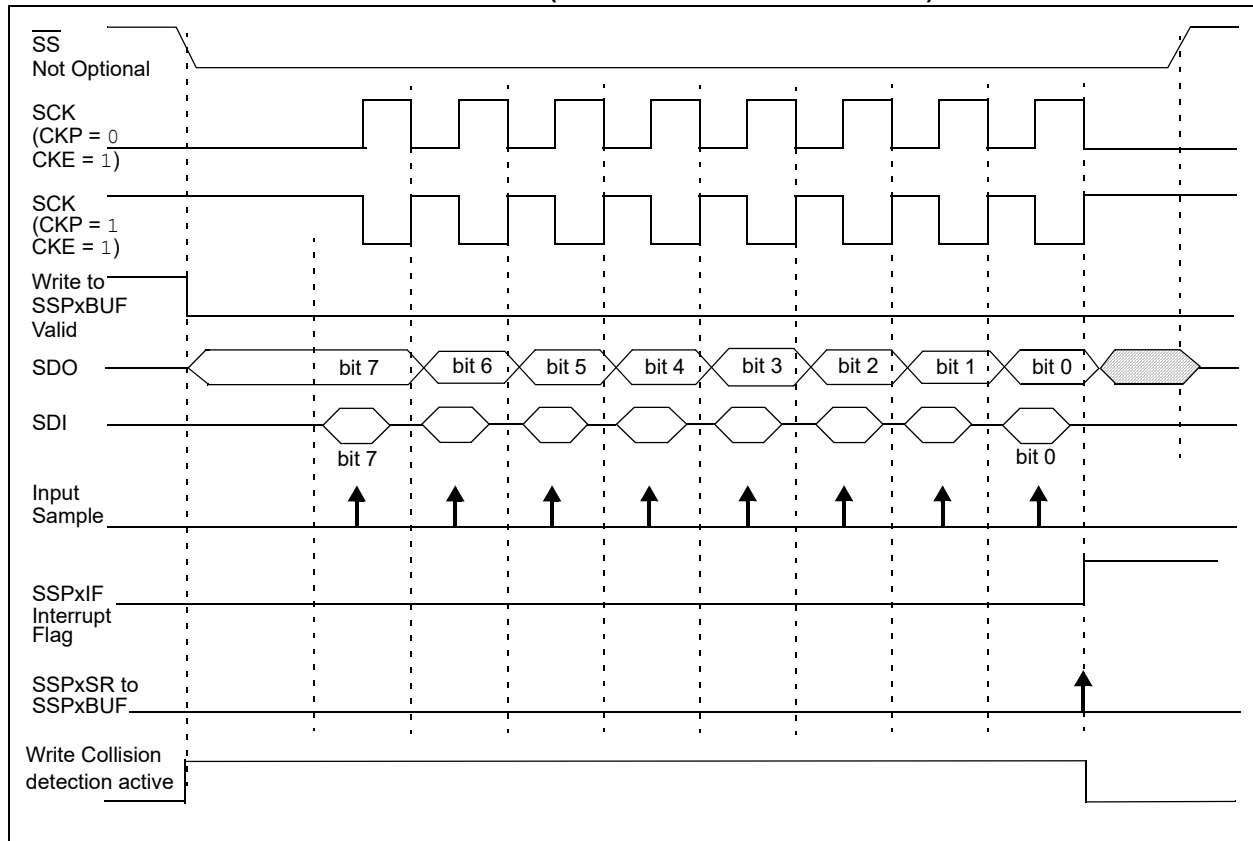 SS
Not Optional
SCK
(CKP = 0
CKE = 1)
SCK
(CKP = 1
CKE = 1)
Write to
SSPxBUF
Valid
SDO
bit 7 bit 6 bit 5 bit 4 bit 3 bit 2 bit 1 bit 0
SDI
bit 7 bit 0
Input
Sample
SSPxIF
Interrupt
Flag
SSPxSR to
SSPxBUF
Write Collision
detection active